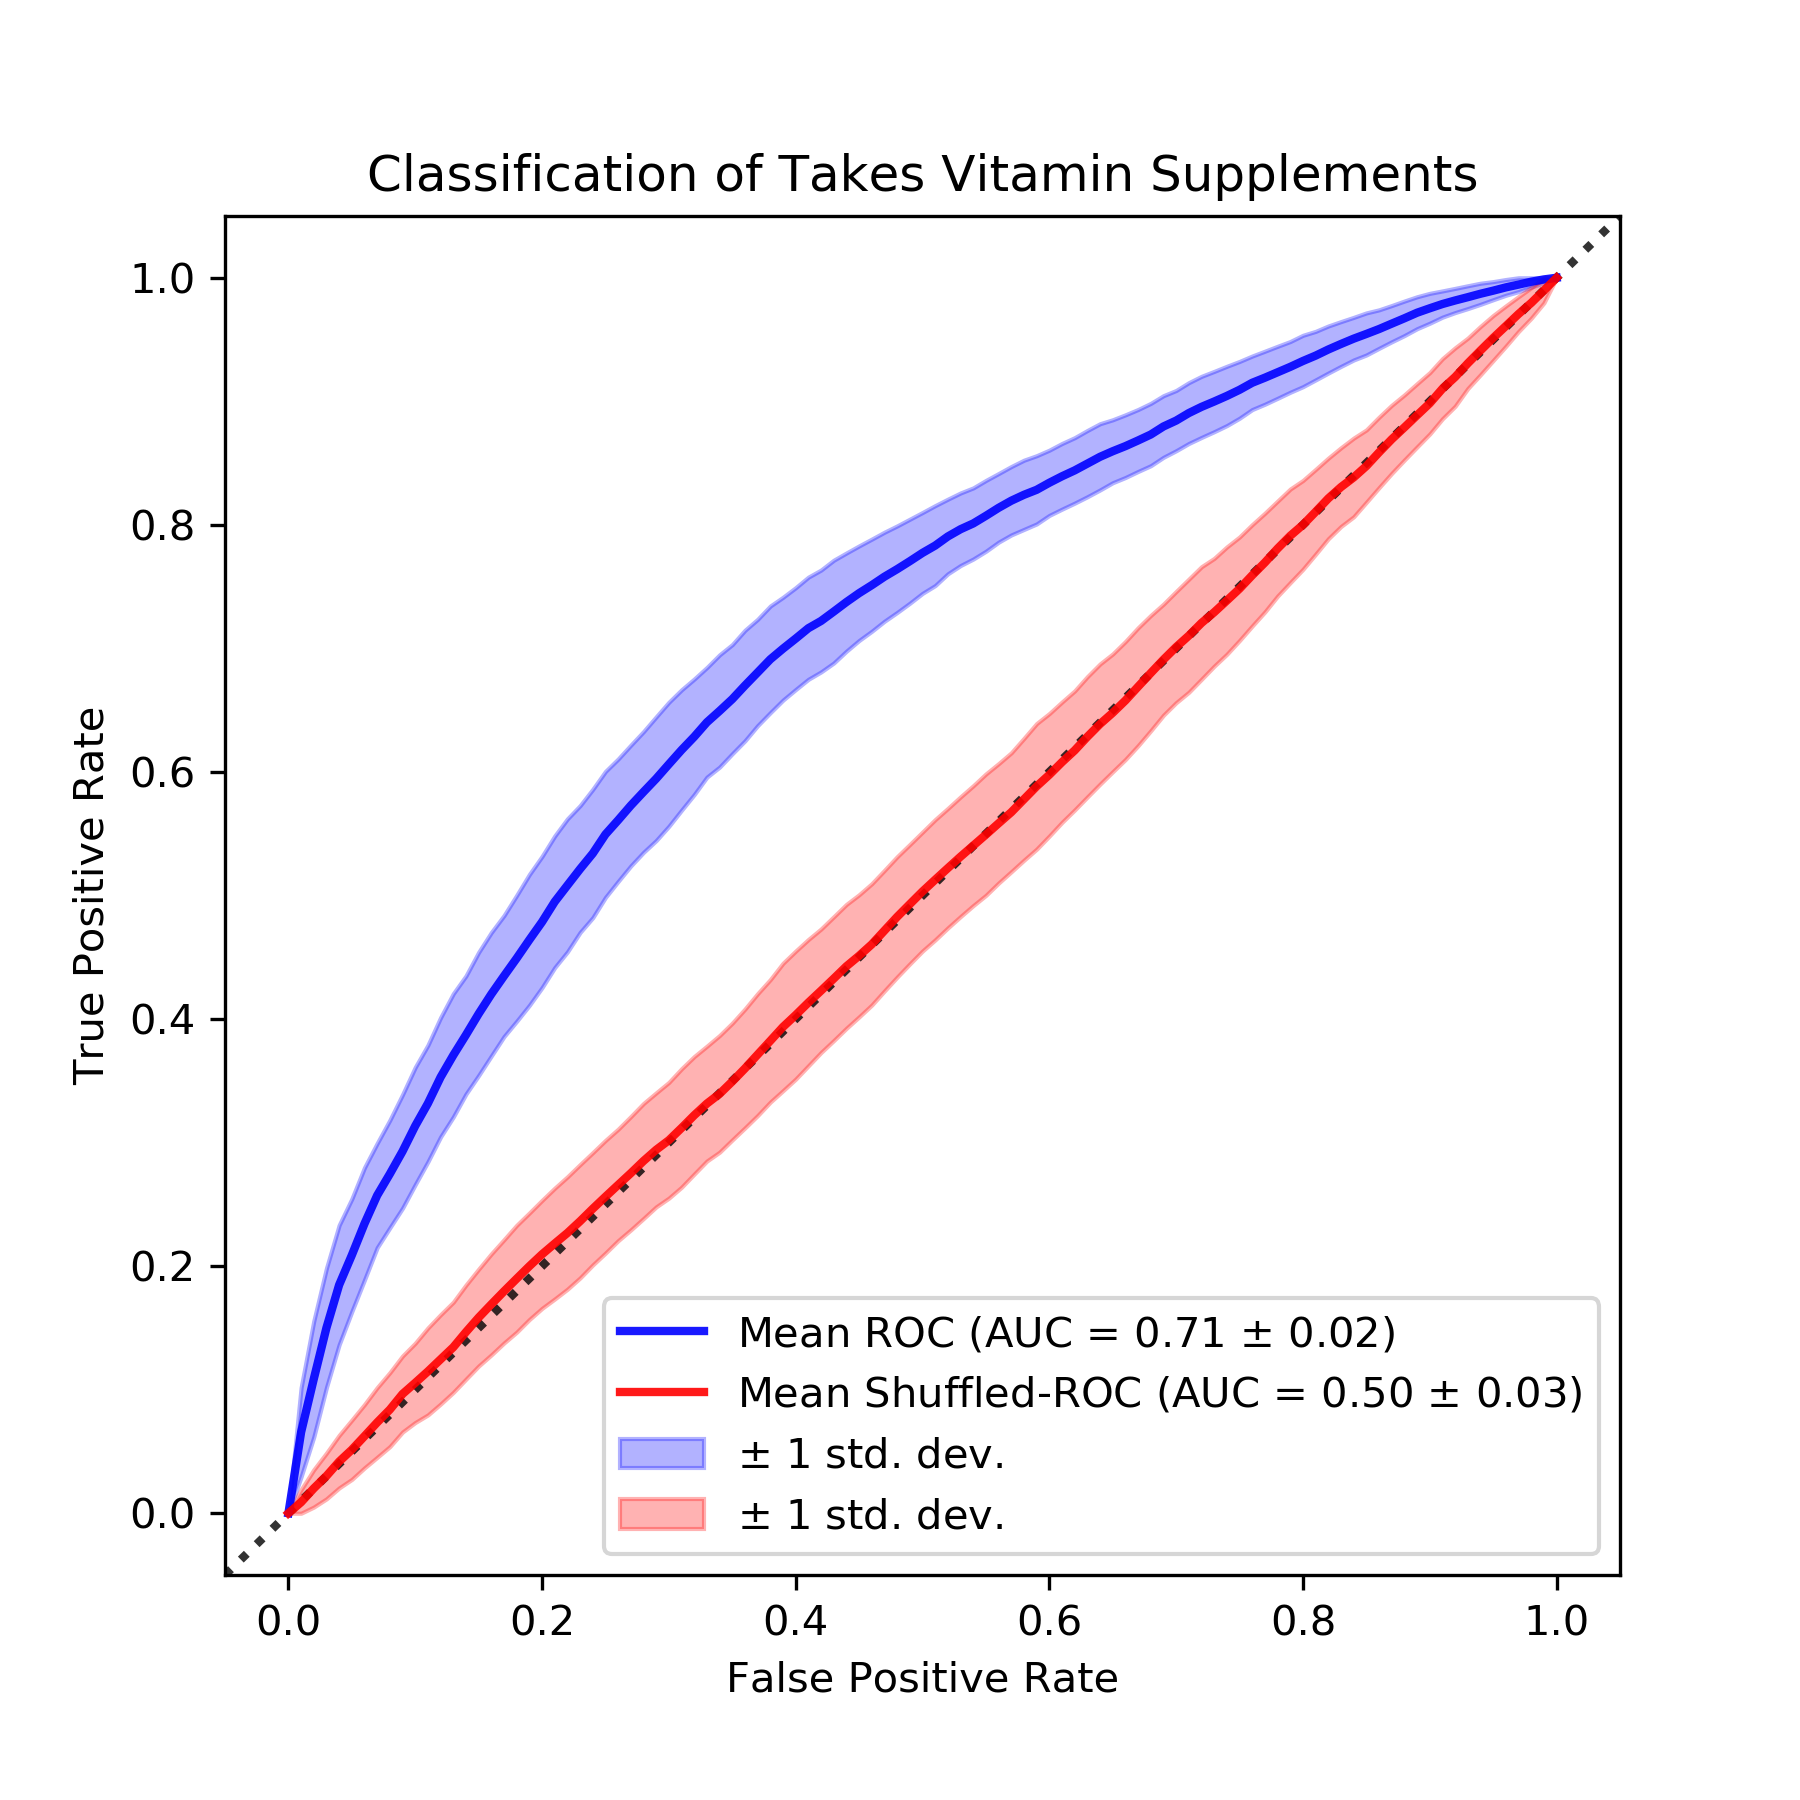 Classification of Takes Vitamin Supplements
1.0
0.8
0.6
0.4
0.2
0.0
True Positive Rate
Mean ROC (AUC = 0.71 ± 0.02)
Mean Shuffled-ROC (AUC = 0.50 ± 0.03)
± 1 std. dev.
± 1 std. dev.
0.0 0.2 0.4 0.6 0.8 1.0
False Positive Rate